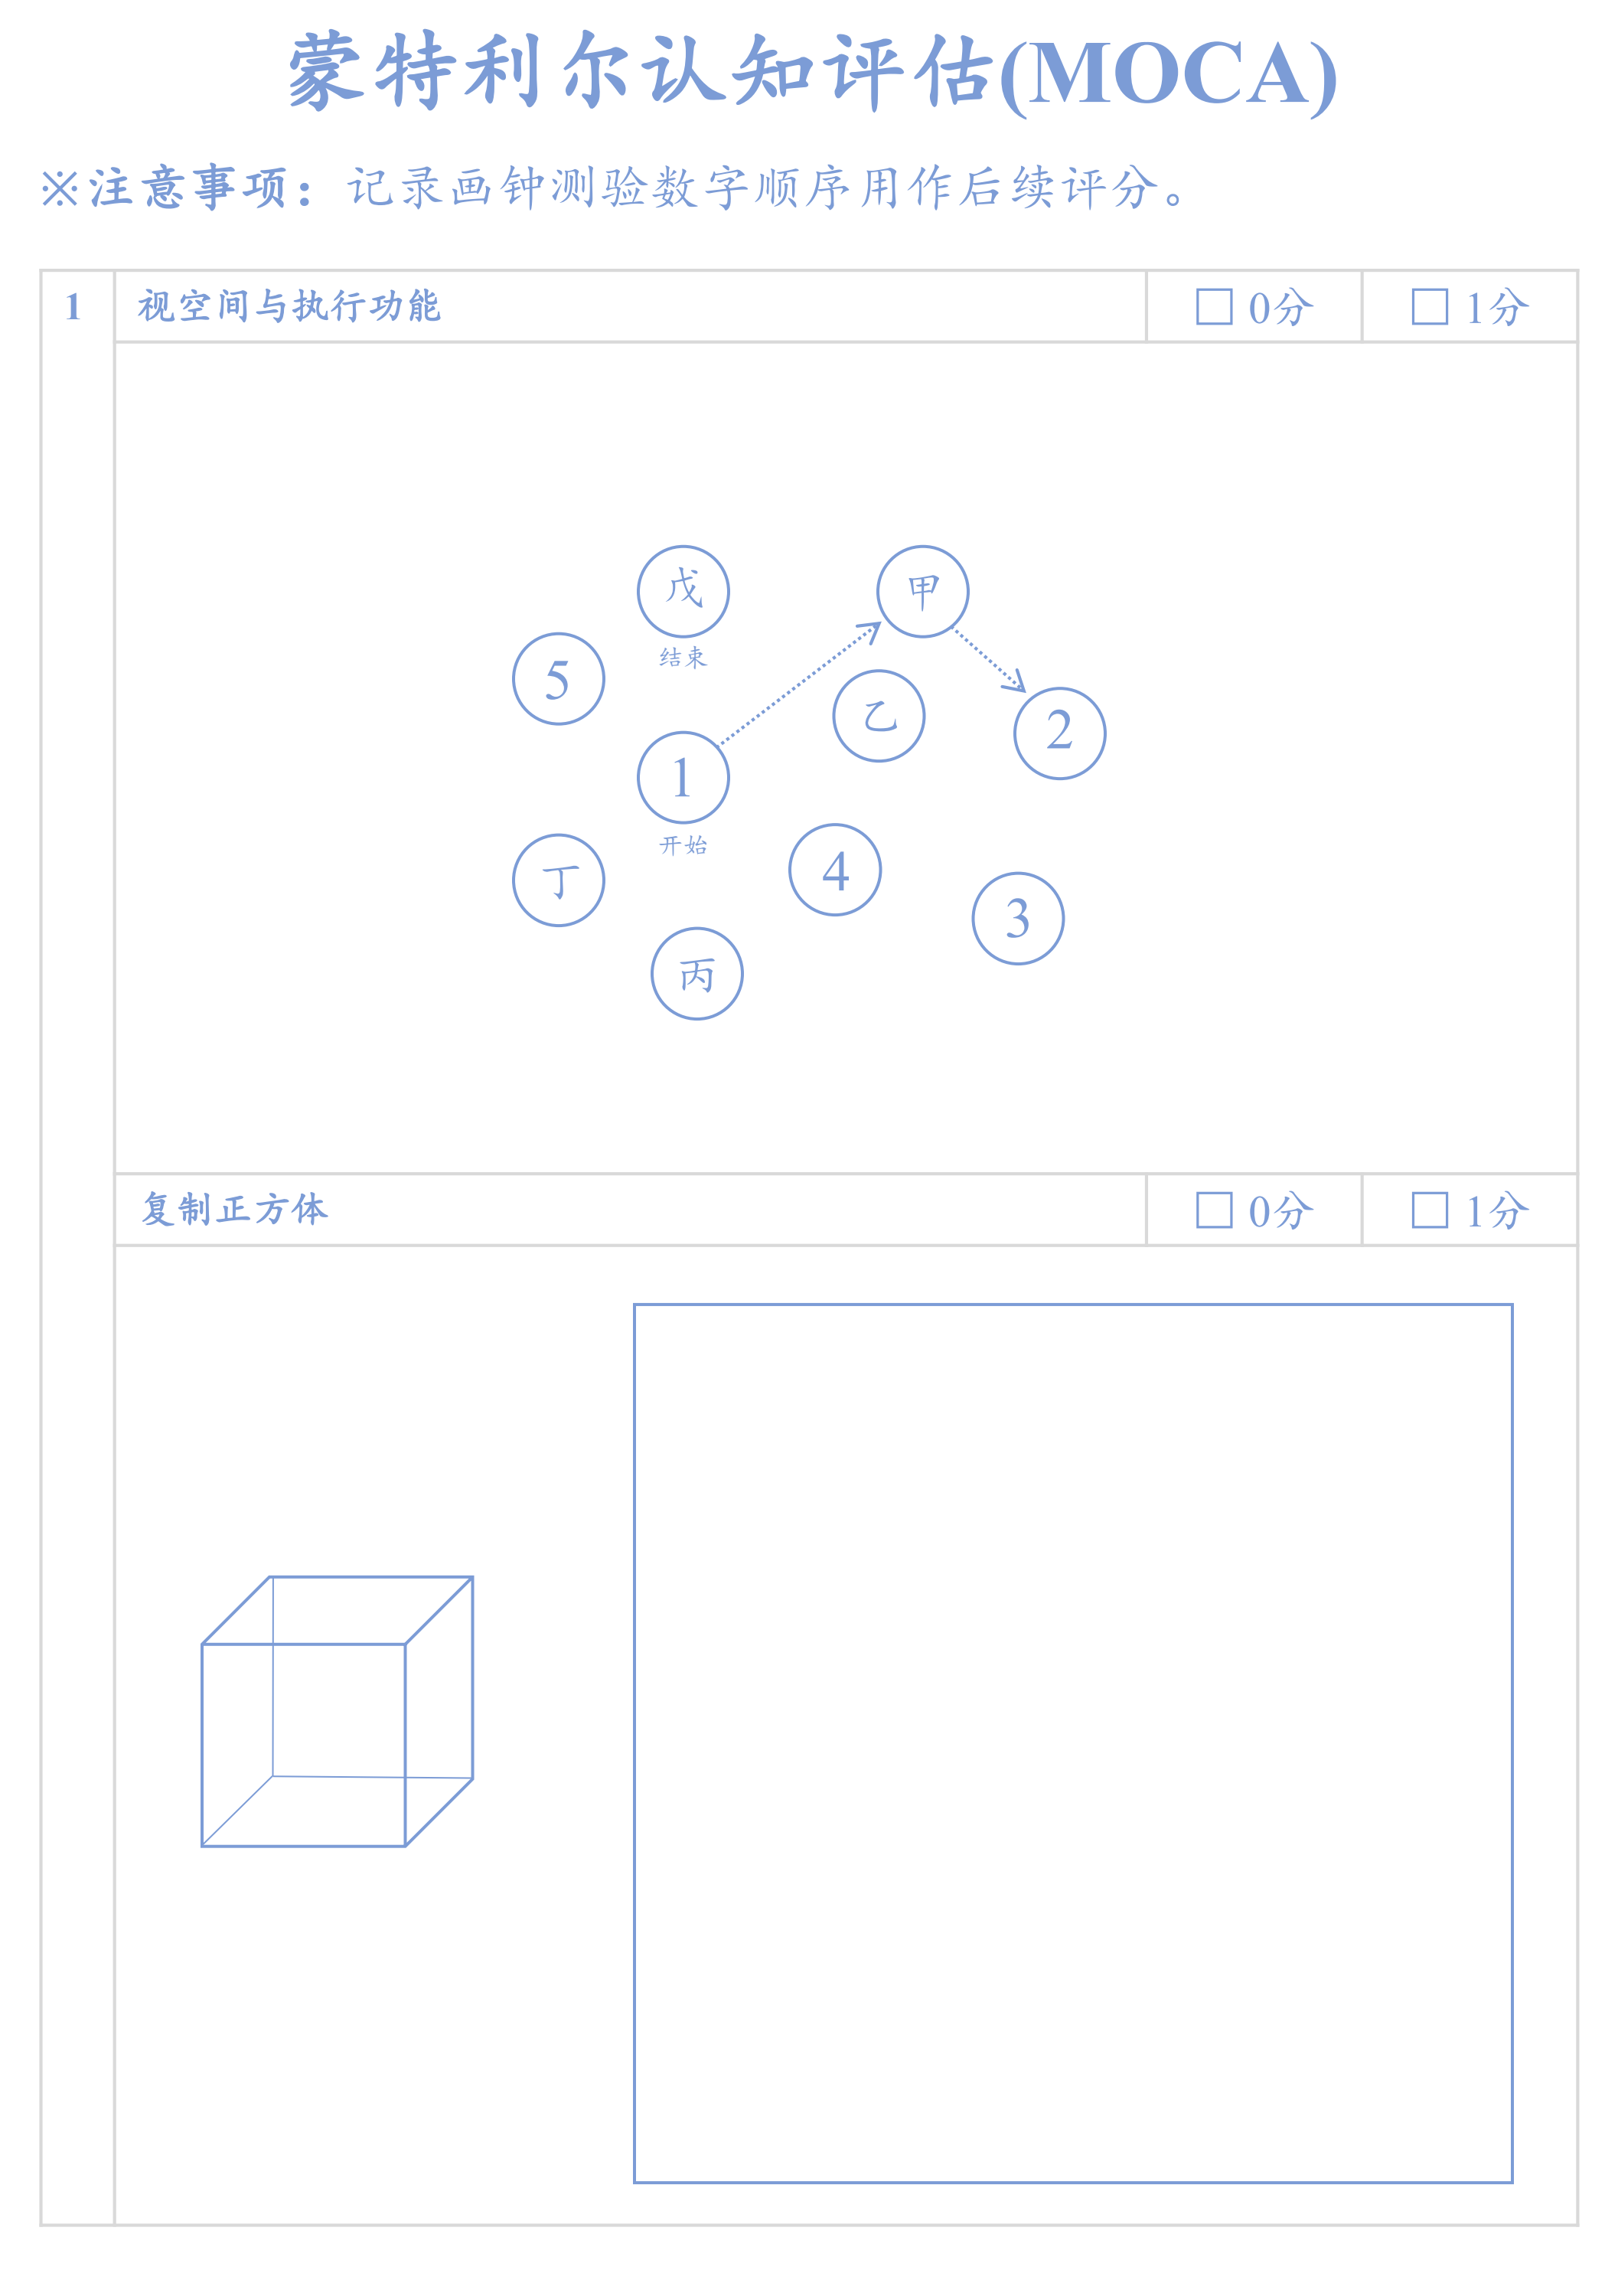 蒙特利尔认知评估(MOCA)
※注意事项：记录画钟测验数字顺序用作后续评分。
1 视空间与执行功能 □ 0分 □ 1分
戊 甲
结束
5
乙 2
1
开始
丁 4
3
丙
复制正方体 □ 0分 □ 1分